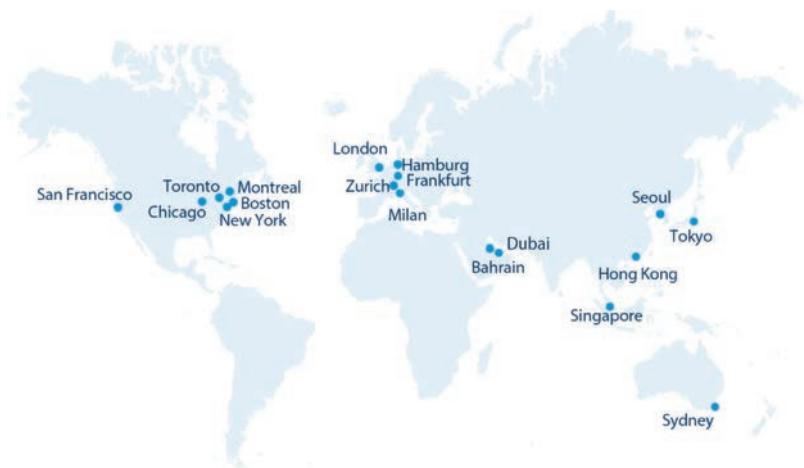 London
Hamburg
Frankfurt
Zurich
Milan
Toronto
Montreal
San Francisco
Chicago
Boston
New York
Seoul
Tokyo
Dubai
Bahrain
Hong Kong
Singapore
Sydney